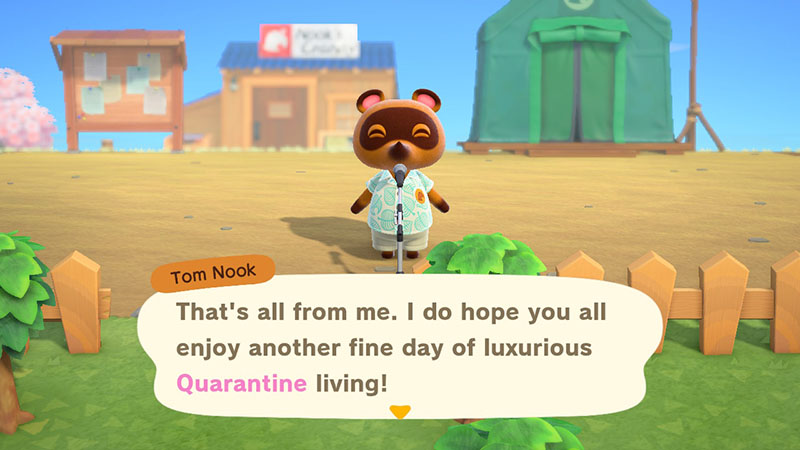 Nook's
Cranny
Tom Nook
That's all from me. I do hope you all
enjoy another fine day of luxurious
Quarantine living!